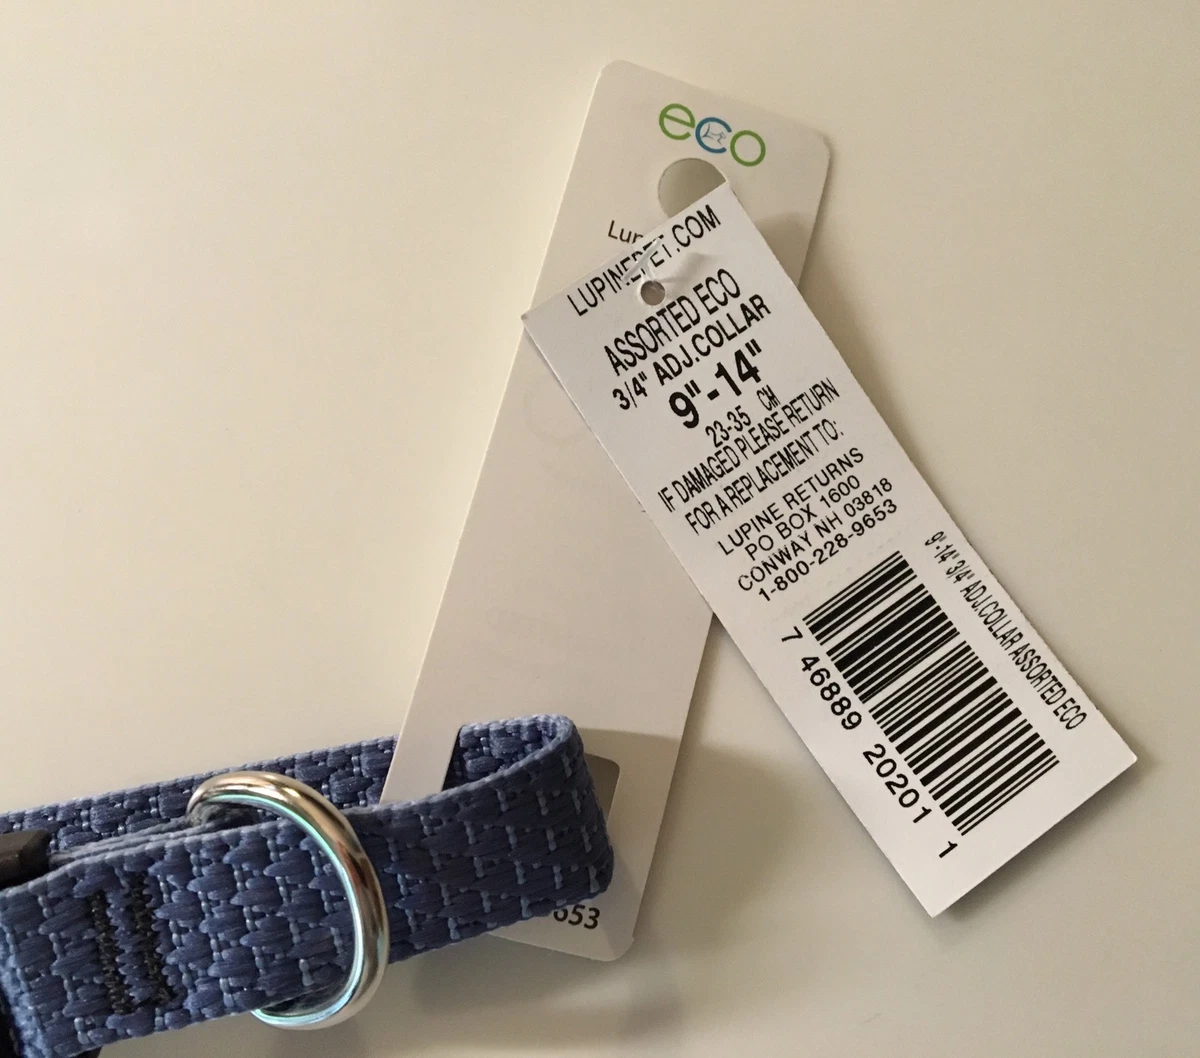 eco
LUPINEPET.COM
ASSORTED ECO
3/4" ADJ.COLLAR
9"-14"
23-35 CM
IF DAMAGED PLEASE RETURN
FOR A REPLACEMENT TO:
LUPINE RETURNS
PO BOX 1600
CONWAY NH 03818
1-800-228-9653
9"-14" 3/4" ADJ.COLLAR ASSORTED ECO
7 46889 20201 1
653